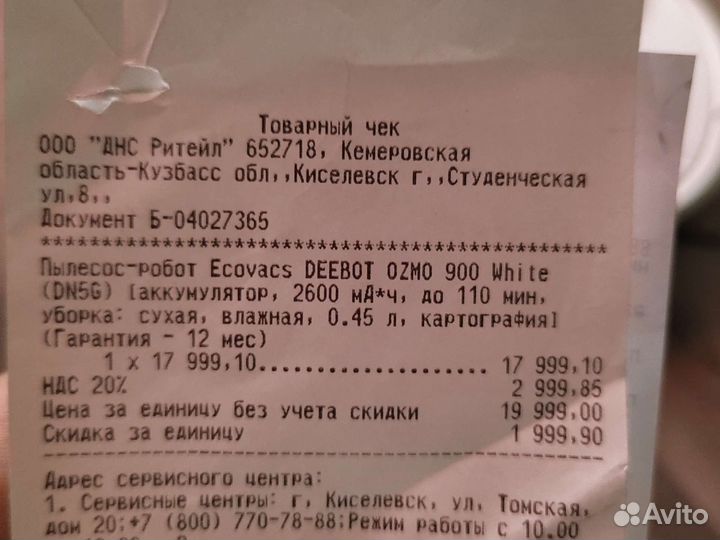 Товарный чек
ООО "ДНС Ритейл" 652718, Кемеровская
область-Кузбасс обл,,Киселевск г,,Студенческая
ул,8,,
Документ Б-04027365
************************************************
Пылесос-робот Ecovacs DEEBOT OZMO 900 White
(DN5G) [аккумулятор, 2600 мА*ч, до 110 мин,
уборка: сухая, влажная, 0.45 л, картография]
(Гарантия - 12 мес)
1 x 17 999,10...................... 17 999,10
НДС 20% 2 999,85
Цена за единицу без учета скидки 19 999,00
Скидка за единицу 1 999,90
Адрес сервисного центра:
1. Сервисные центры: г, Киселевск, ул, Томская,
дом 20;+7 (800) 770-78-88;Режим работы с 10.00
Avito